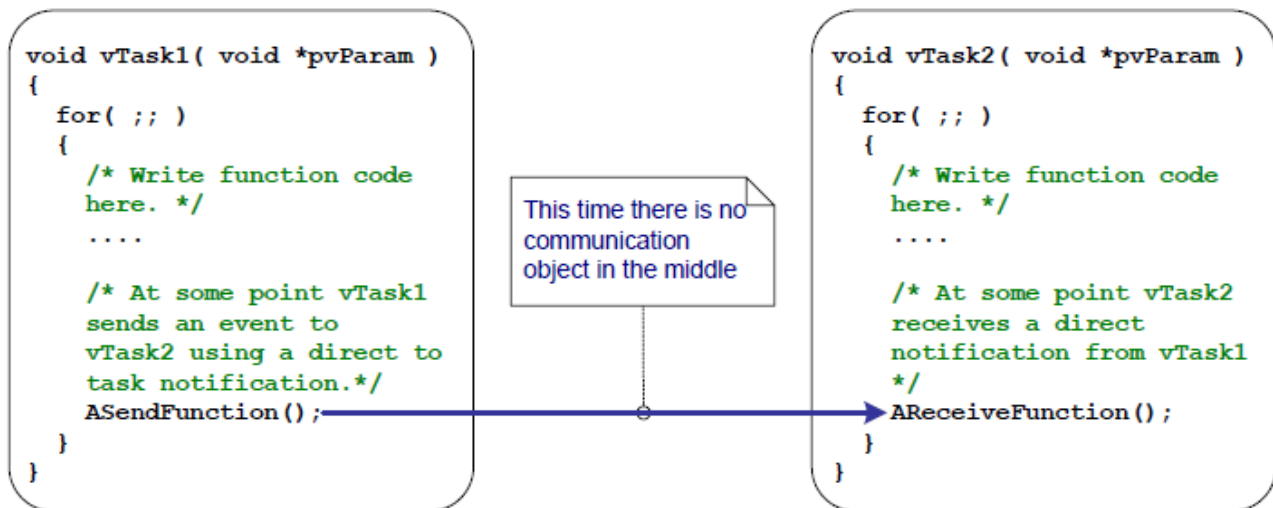 void vTask1( void *pvParam )
{
for( ;; )
{
/* Write function code
here. */
....
/* At some point vTask1
sends an event to
vTask2 using a direct to
task notification.*/
ASendFunction();
}
}
This time there is no
communication
object in the middle
void vTask2( void *pvParam )
{
for( ;; )
{
/* Write function code
here. */
....
/* At some point vTask2
receives a direct
notification from vTask1
*/
AReceiveFunction();
}
}